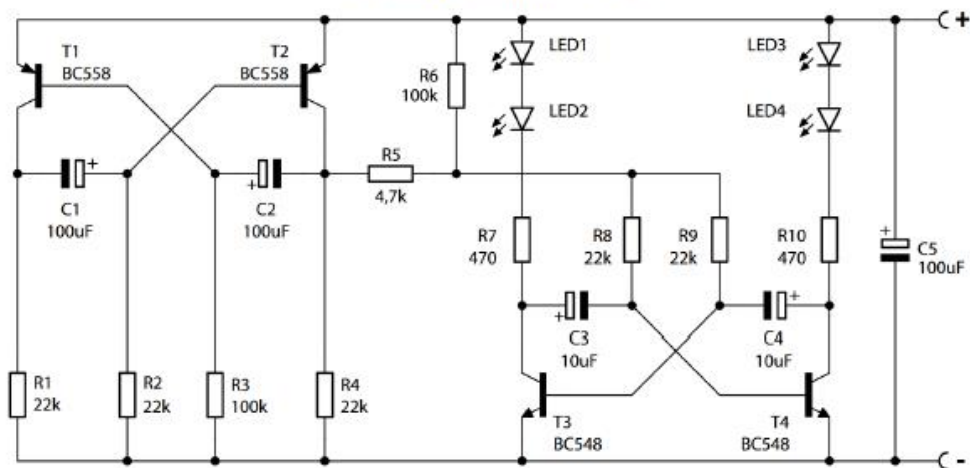 +
T1
BC558
T2
BC558
R6
100k
LED1
LED2
LED3
LED4
+
C1
100uF
+
C2
100uF
R5
4,7k
R7
470
R8
22k
R9
22k
R10
470
+
C5
100uF
+
C3
10uF
+
C4
10uF
R1
22k
R2
22k
R3
100k
R4
22k
T3
BC548
T4
BC548
-